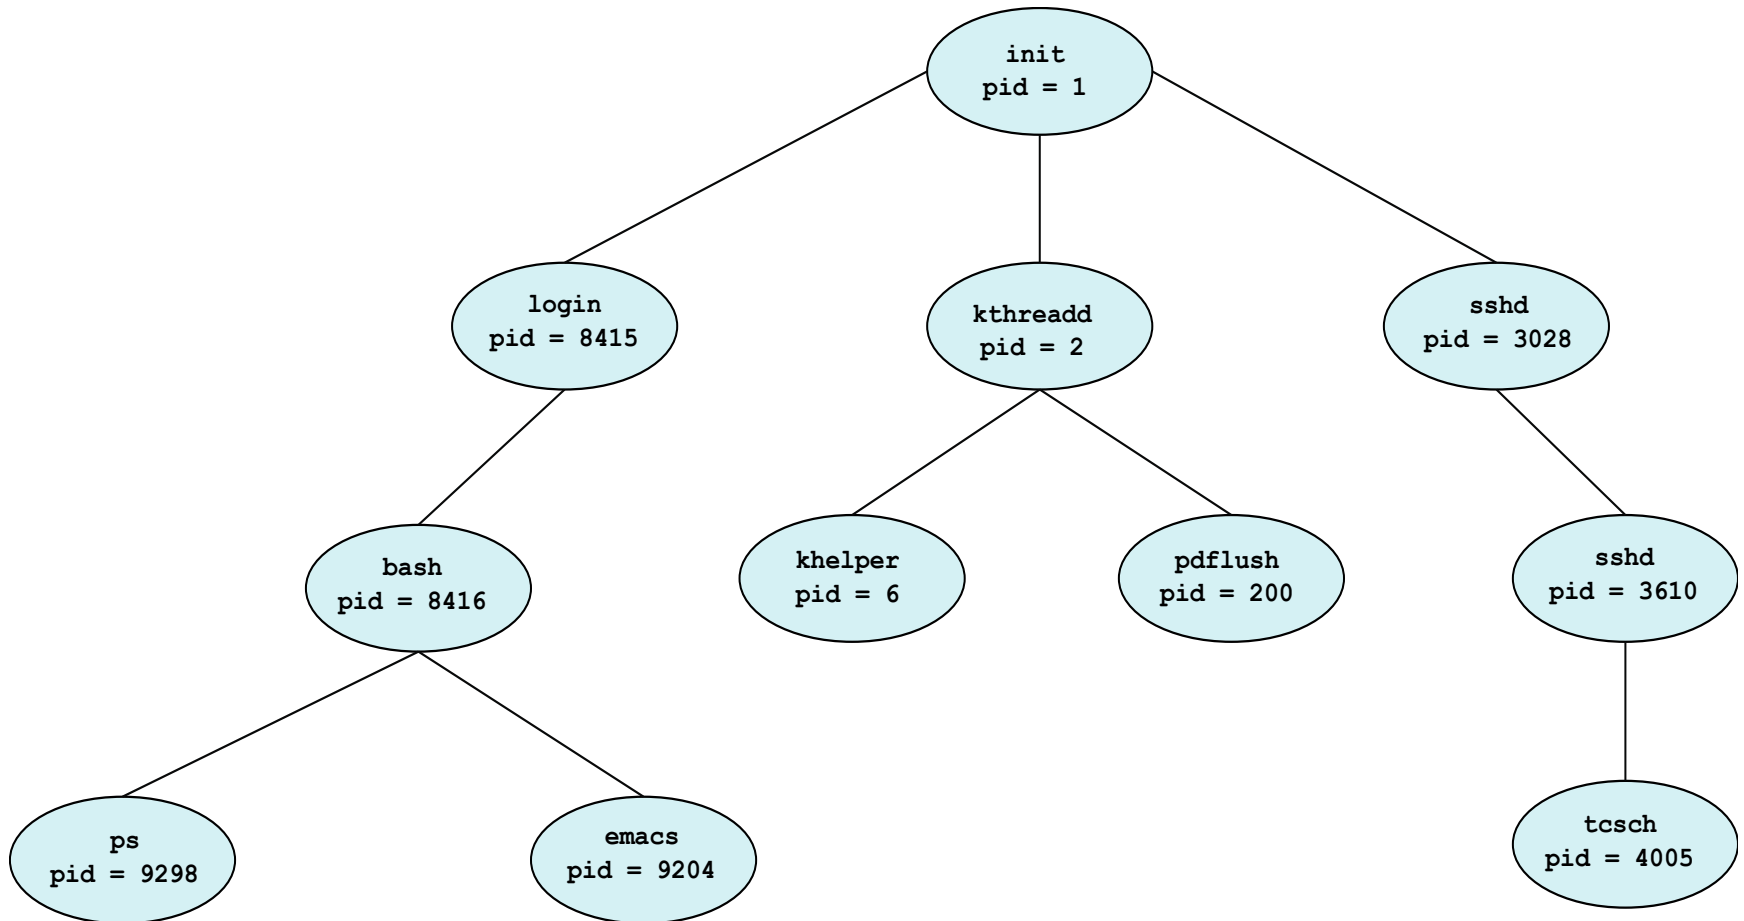 init
pid = 1
login
pid = 8415
kthreadd
pid = 2
sshd
pid = 3028
bash
pid = 8416
khelper
pid = 6
pdflush
pid = 200
sshd
pid = 3610
ps
pid = 9298
emacs
pid = 9204
tcsch
pid = 4005